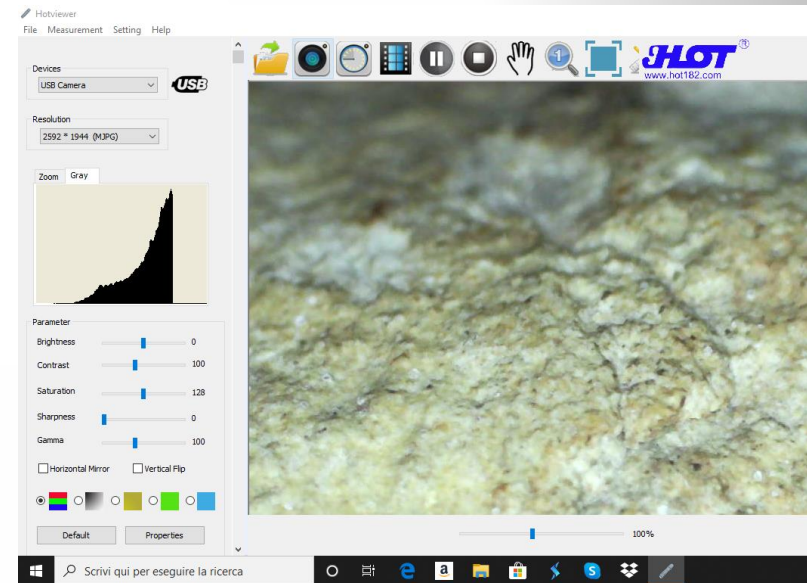 Hotviewer
File Measurement Setting Help
Devices
USB Camera
USB
Resolution
2592 * 1944 (MJPG)
Zoom Gray
Parameter
Brightness 0
Contrast 100
Saturation 128
Sharpness 0
Gamma 100
Horizontal Mirror Vertical Flip
Default Properties
1
HOT®
www.hot182.com
100%
Scrivi qui per eseguire la ricerca
a
S